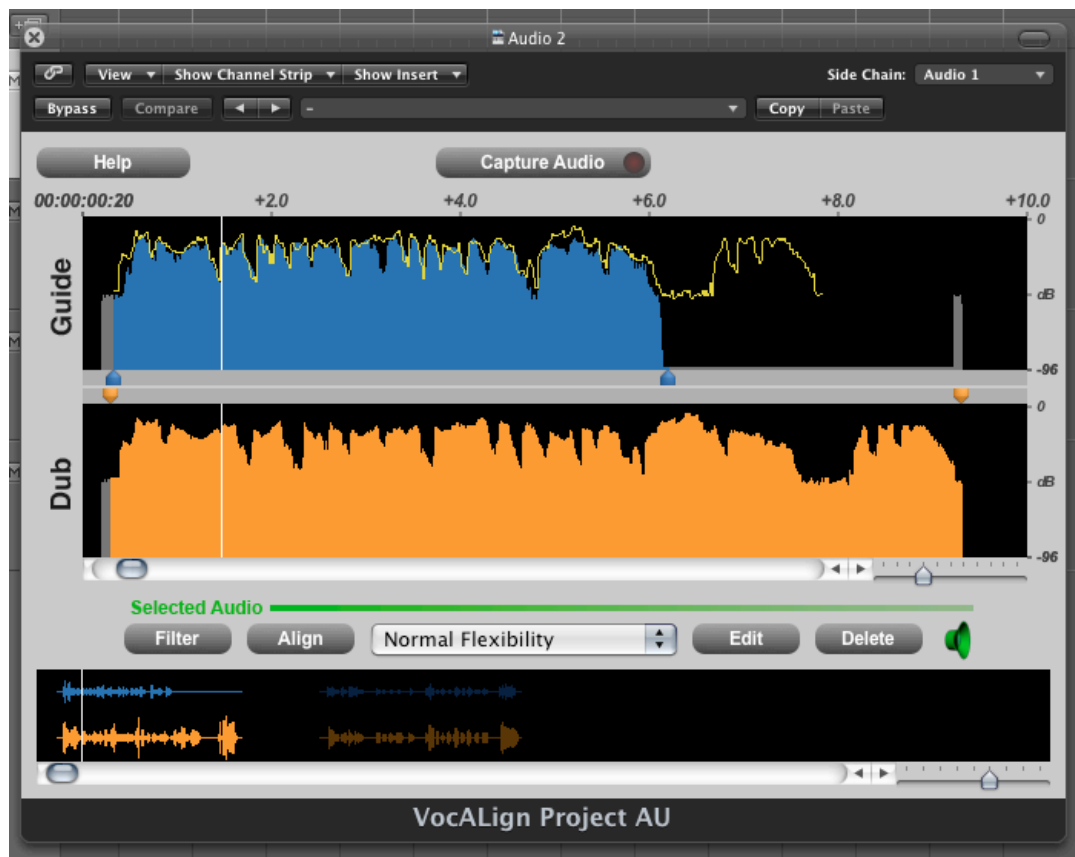 Audio 2
View Show Channel Strip Show Insert Side Chain: Audio 1
Bypass Compare - Copy Paste
Help Capture Audio
00:00:00:20 +2.0 +4.0 +6.0 +8.0 +10.0
0
Guide
dB
-96
0
Dub
dB
-96
Selected Audio
Filter Align Normal Flexibility Edit Delete
VocALign Project AU